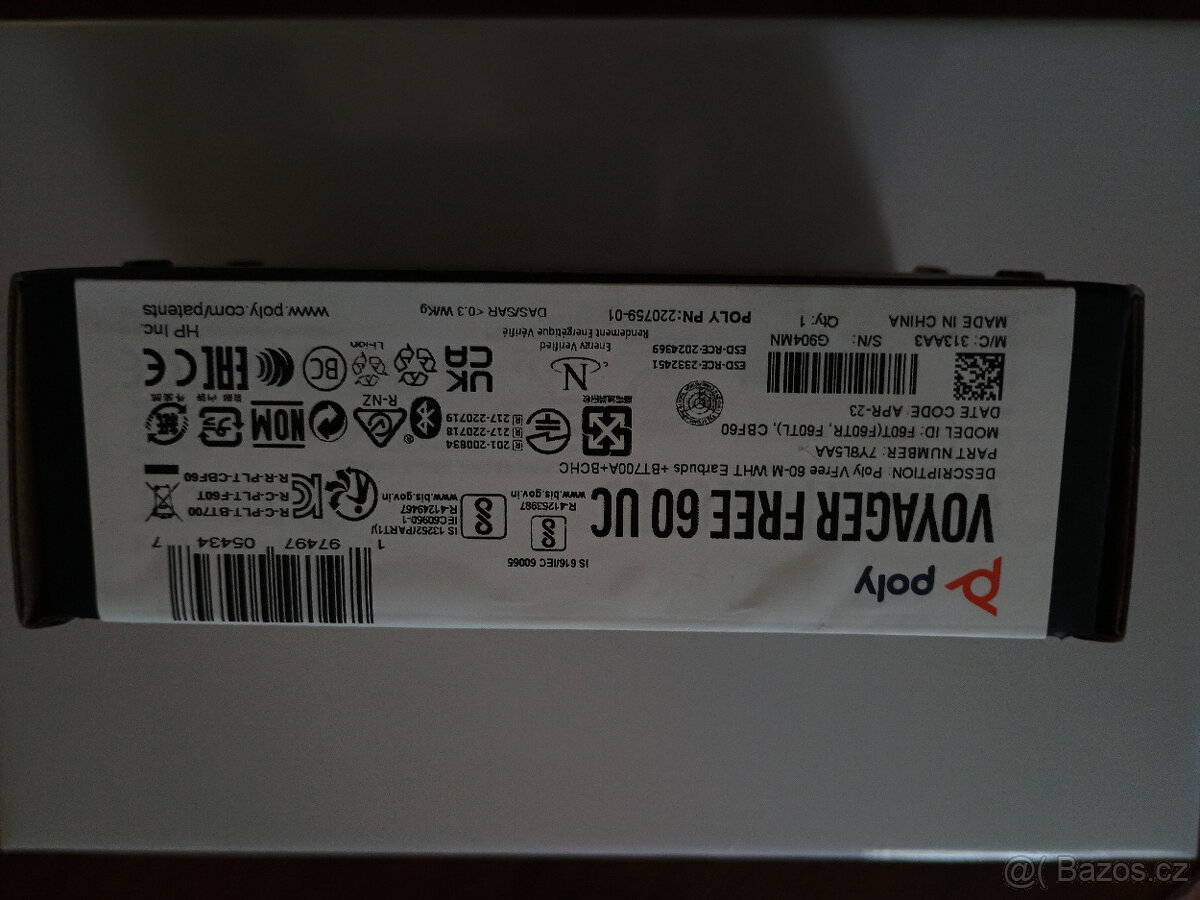 poly
VOYAGER FREE 60 UC
DESCRIPTION: Poly VFree 60-M WHT Earbuds +BT700A+BCHC
PART NUMBER: 7Y8L5AA
MODEL ID: F60T(F60TR, F60TL), CBF60
DATE CODE: APR-23
M/C: 313AA3 S/N: G904MN
MADE IN CHINA Qty: 1
POLY PN:220759-01
IS 616/IEC 60065
R-41253987
www.bis.gov.in
IS 13252/PART1y
IEC60950-1
R-41249467
www.bis.gov.in
1 97497 05434 7
R-C-PLT-BT700
R-C-PLT-F60T
R-R-PLT-CBF60
R 201-200834
R 217-220718
R 217-220719
R-NZ
NOM
ESD-RCE-2332451
ESD-RCE-2024369
N
Energy Verified
Rendement Énergétique Vérifié
UK
CA
Li-ion
BC
EAC
CE
DAS/SAR <0.3 W/Kg
HP Inc.
www.poly.com/patents
@( Bazos.cz